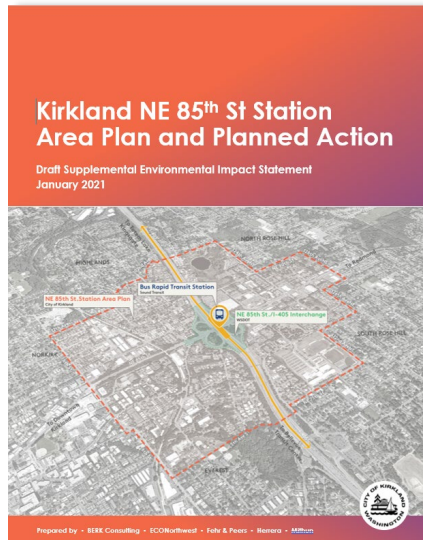 Kirkland NE 85th St Station
Area Plan and Planned Action
Draft Supplemental Environmental Impact Statement
January 2021
NORTH ROSE HILL
HIGHLANDS
Bus Rapid Transit Station
Sound Transit
NE 85th St. Station Area Plan
City of Kirkland
NE 85th St./I-405 Interchange
WSDOT
SOUTH ROSE HILL
NORKIRK
EVEREST
CITY OF KIRKLAND
WASHINGTON
Prepared by - BERK Consulting - ECONorthwest - Fehr & Peers - Herrera - Mithun